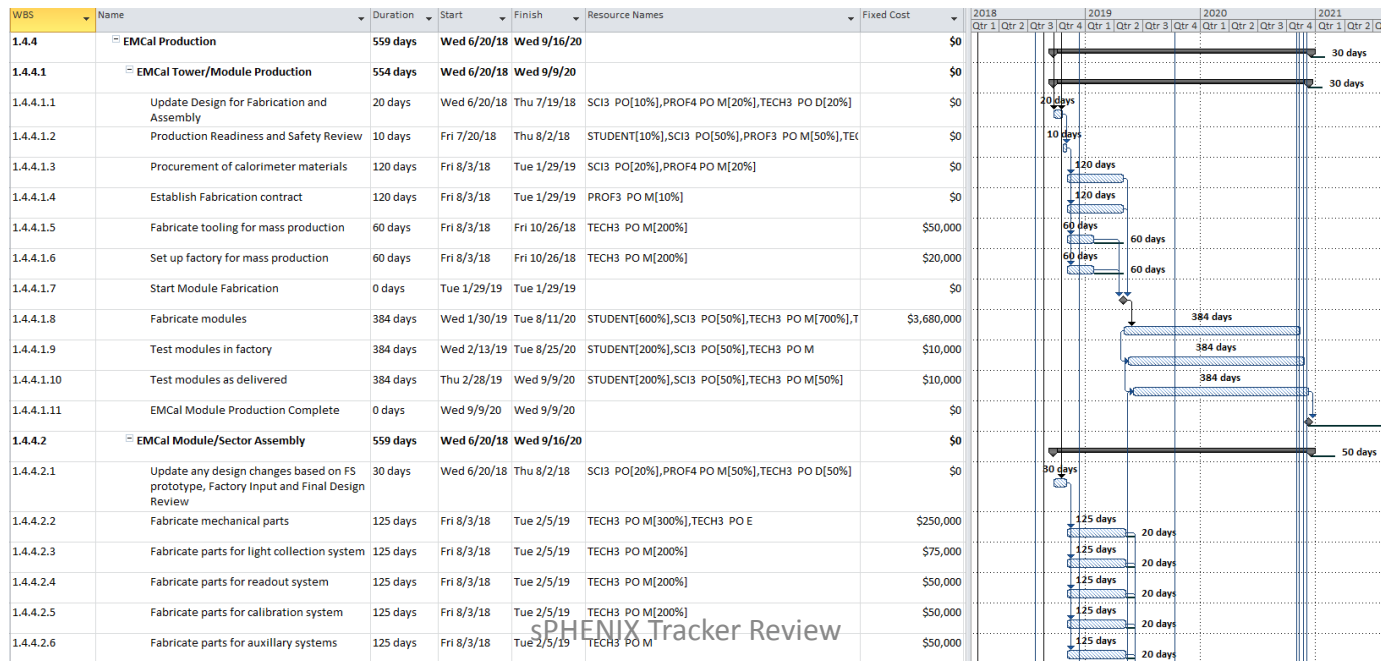 WBS Name Duration Start Finish Resource Names Fixed Cost 2018 2019 2020 2021
Qtr 1 Qtr 2 Qtr 3 Qtr 4 Qtr 1 Qtr 2 Qtr 3 Qtr 4 Qtr 1 Qtr 2 Qtr 3 Qtr 4 Qtr 1 Qtr 2
1.4.4 EMCal Production 559 days Wed 6/20/18 Wed 9/16/20 $0 30 days
1.4.4.1 EMCal Tower/Module Production 554 days Wed 6/20/18 Wed 9/9/20 $0 30 days
1.4.4.1.1 Update Design for Fabrication and 20 days Wed 6/20/18 Thu 7/19/18 SCI3 PO[10%],PROF4 PO M[20%],TECH3 PO D[20%] $0 20 days
Assembly
1.4.4.1.2 Production Readiness and Safety Review 10 days Fri 7/20/18 Thu 8/2/18 STUDENT[10%],SCI3 PO[50%],PROF3 PO M[50%],TE( $0 10 days
1.4.4.1.3 Procurement of calorimeter materials 120 days Fri 8/3/18 Tue 1/29/19 SCI3 PO[20%],PROF4 PO M[20%] $0 120 days
1.4.4.1.4 Establish Fabrication contract 120 days Fri 8/3/18 Tue 1/29/19 PROF3 PO M[10%] $0 120 days
1.4.4.1.5 Fabricate tooling for mass production 60 days Fri 8/3/18 Fri 10/26/18 TECH3 PO M[200%] $50,000 60 days 60 days
1.4.4.1.6 Set up factory for mass production 60 days Fri 8/3/18 Fri 10/26/18 TECH3 PO M[200%] $20,000 60 days 60 days
1.4.4.1.7 Start Module Fabrication 0 days Tue 1/29/19 Tue 1/29/19 $0
1.4.4.1.8 Fabricate modules 384 days Wed 1/30/19 Tue 8/11/20 STUDENT[600%],SCI3 PO[50%],TECH3 PO M[700%],T $3,680,000 384 days
1.4.4.1.9 Test modules in factory 384 days Wed 2/13/19 Tue 8/25/20 STUDENT[200%],SCI3 PO[50%],TECH3 PO M $10,000 384 days
1.4.4.1.10 Test modules as delivered 384 days Thu 2/28/19 Wed 9/9/20 STUDENT[200%],SCI3 PO[50%],TECH3 PO M[50%] $10,000 384 days
1.4.4.1.11 EMCal Module Production Complete 0 days Wed 9/9/20 Wed 9/9/20 $0
1.4.4.2 EMCal Module/Sector Assembly 559 days Wed 6/20/18 Wed 9/16/20 $0 50 days
1.4.4.2.1 Update any design changes based on FS 30 days Wed 6/20/18 Thu 8/2/18 SCI3 PO[20%],PROF4 PO M[50%],TECH3 PO D[50%] $0 30 days
prototype, Factory Input and Final Design
Review
1.4.4.2.2 Fabricate mechanical parts 125 days Fri 8/3/18 Tue 2/5/19 TECH3 PO M[300%],TECH3 PO E $250,000 125 days 20 days
1.4.4.2.3 Fabricate parts for light collection system 125 days Fri 8/3/18 Tue 2/5/19 TECH3 PO M[200%] $75,000 125 days 20 days
1.4.4.2.4 Fabricate parts for readout system 125 days Fri 8/3/18 Tue 2/5/19 TECH3 PO M[200%] $50,000 125 days 20 days
1.4.4.2.5 Fabricate parts for calibration system 125 days Fri 8/3/18 Tue 2/5/19 TECH3 PO M[200%] $50,000 125 days 20 days
1.4.4.2.6 Fabricate parts for auxillary systems 125 days Fri 8/3/18 Tue 2/5/19 TECH3 PO M $50,000 125 days 20 days
sPHENIX Tracker Review